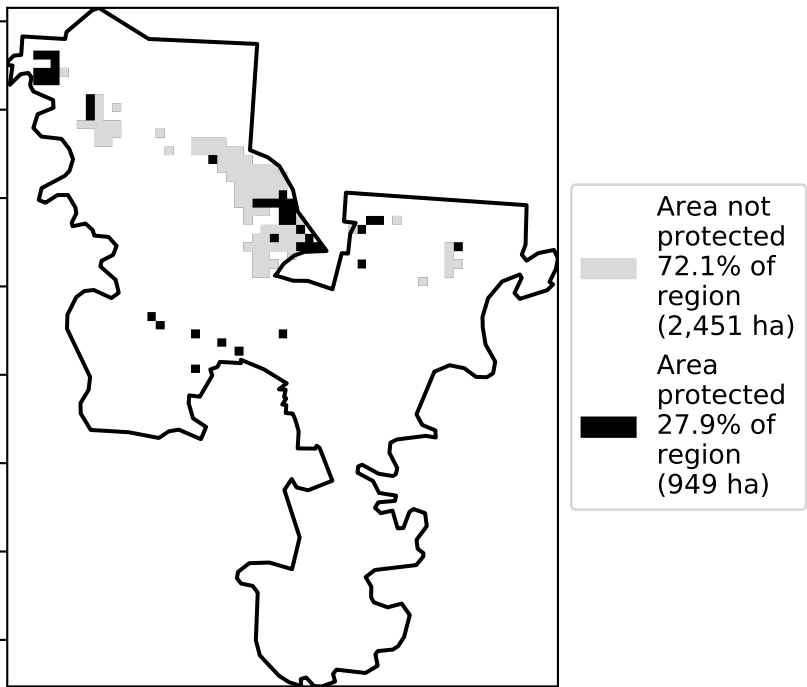 Area not
protected
72.1% of
region
(2,451 ha)
Area
protected
27.9% of
region
(949 ha)